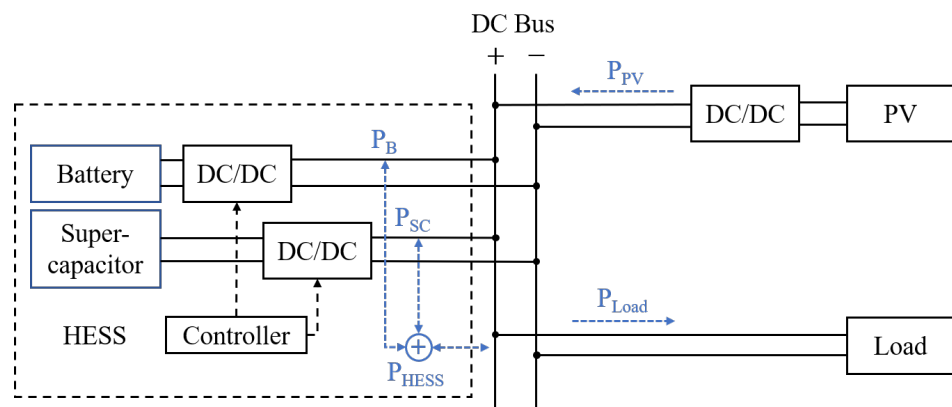 DC Bus
+ −
P_PV
DC/DC
PV
P_B
Battery
DC/DC
P_SC
Super-
capacitor
DC/DC
P_Load
HESS
Controller
+
P_HESS
Load